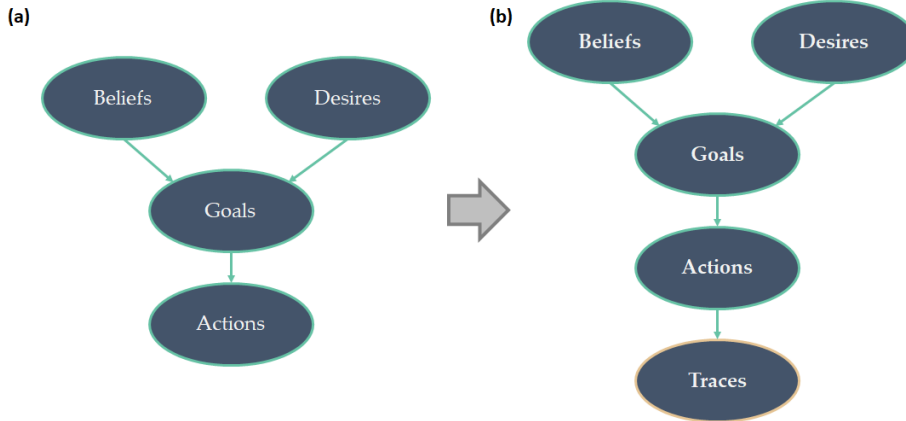 (a)
Beliefs
Desires
Goals
Actions
(b)
Beliefs
Desires
Goals
Actions
Traces